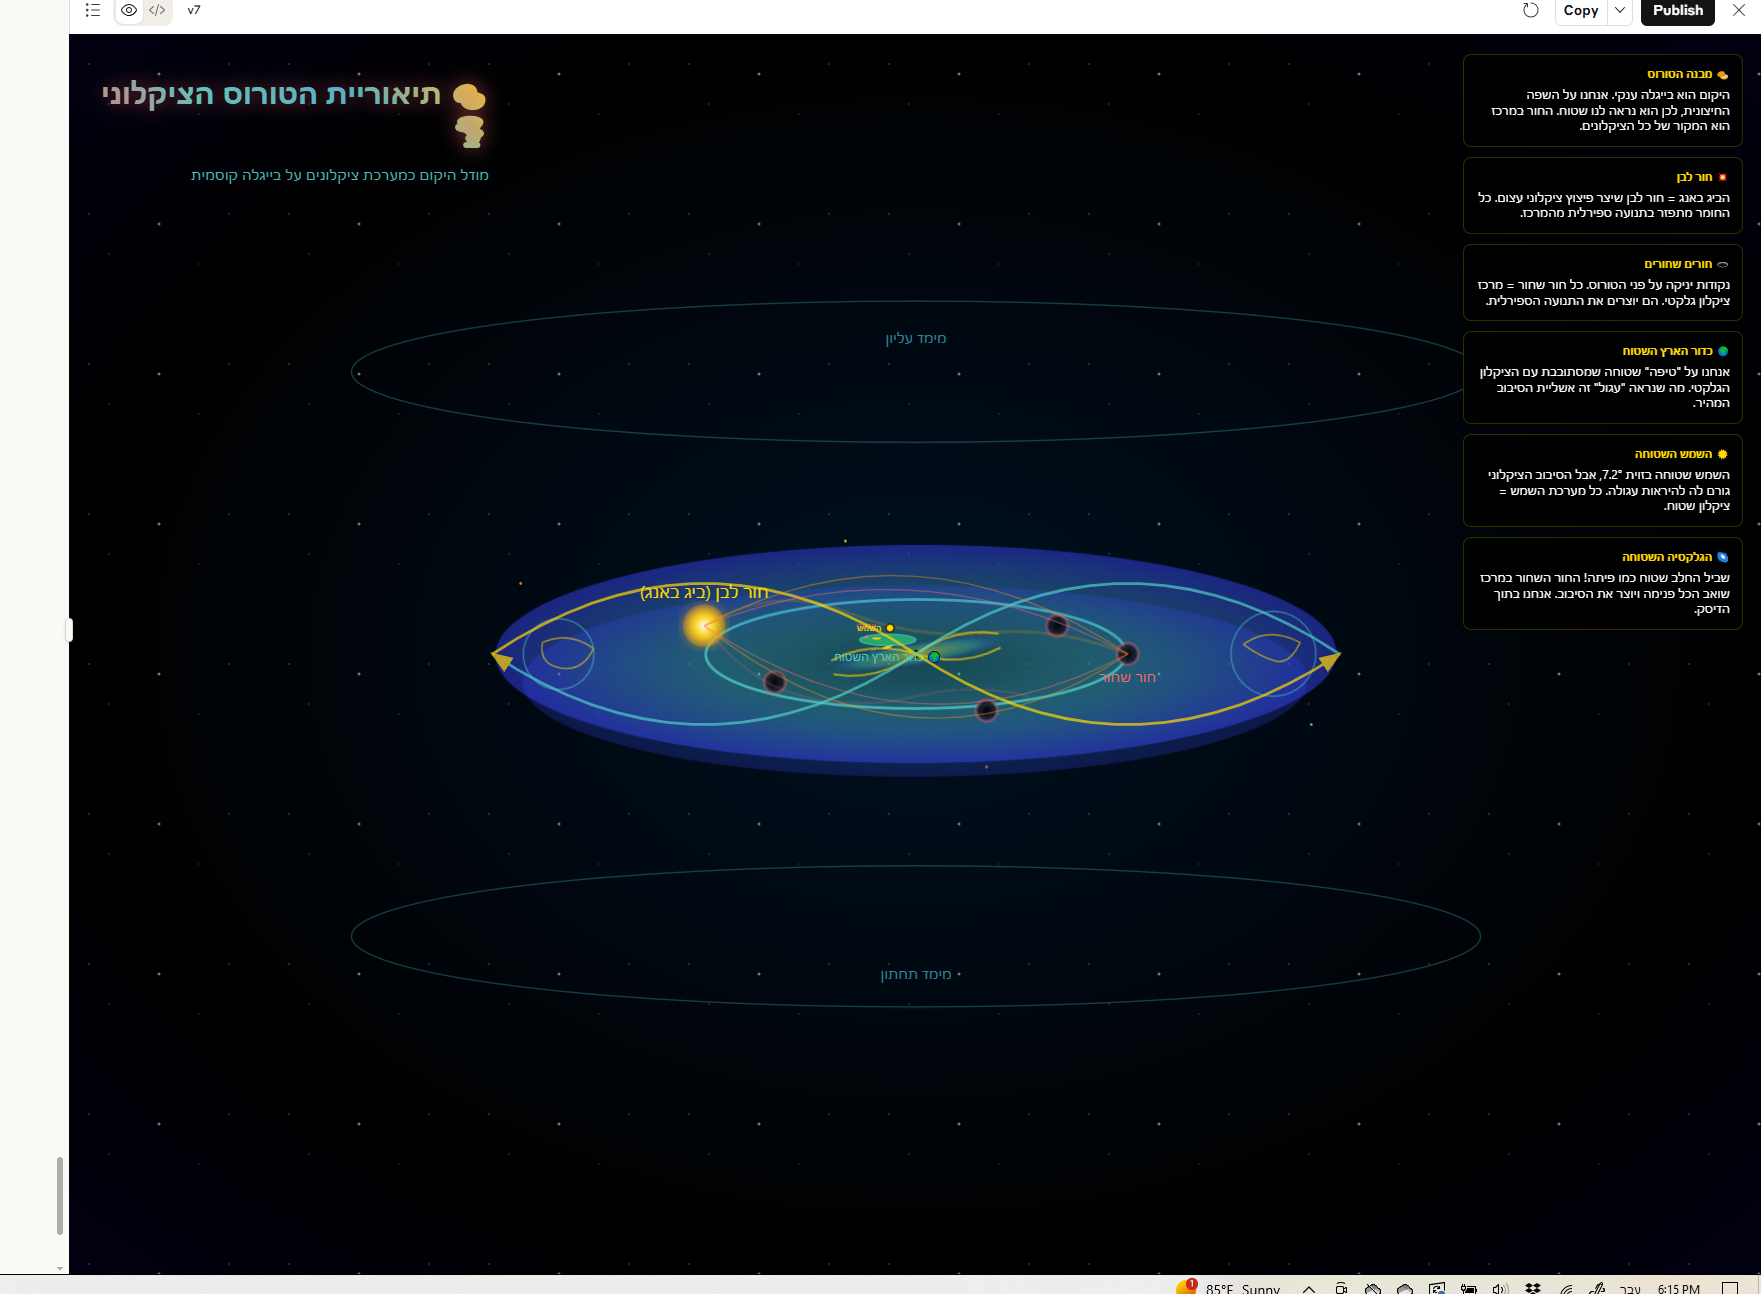 v7
Copy
Publish
תיאוריית הטורוס הציקלוני
מודל היקום כמערכת ציקלונים על בייגלה קוסמית
מבנה הטורוס
היקום הוא בייגלה ענקי. אנחנו על השפה
החיצונית, לכן הוא נראה לנו שטוח. החור במרכז
הוא המקור של כל הציקלונים.
חור לבן
הביג באנג = חור לבן שיצר פיצוץ ציקלוני עצום. כל
החומר מתפזר בתנועה ספירלית מהמרכז.
חורים שחורים
נקודות יניקה על פני הטורוס. כל חור שחור = מרכז
ציקלון גלקטי. הם יוצרים את התנועה הספירלית.
כדור הארץ השטוח
אנחנו על "טיפה" שטוחה שמסתובבת עם הציקלון
הגלקטי. מה שנראה "עגול" זה אשליית הסיבוב
המהיר.
השמש השטוחה
השמש שטוחה בזוית 7.2°, אבל הסיבוב הציקלוני
גורם לה להיראות עגולה. כל מערכת השמש =
ציקלון שטוח.
הגלקסיה השטוחה
שביל החלב שטוח כמו פיתה! החור השחור במרכז
שואב הכל פנימה ויוצר את הסיבוב. אנחנו בתוך
הדיסק.
מימד עליון
חור לבן (ביג באנג)
השמש
כדור הארץ השטוח
חור שחור
מימד תחתון
1
85°F Sunny
עבר
6:15 PM